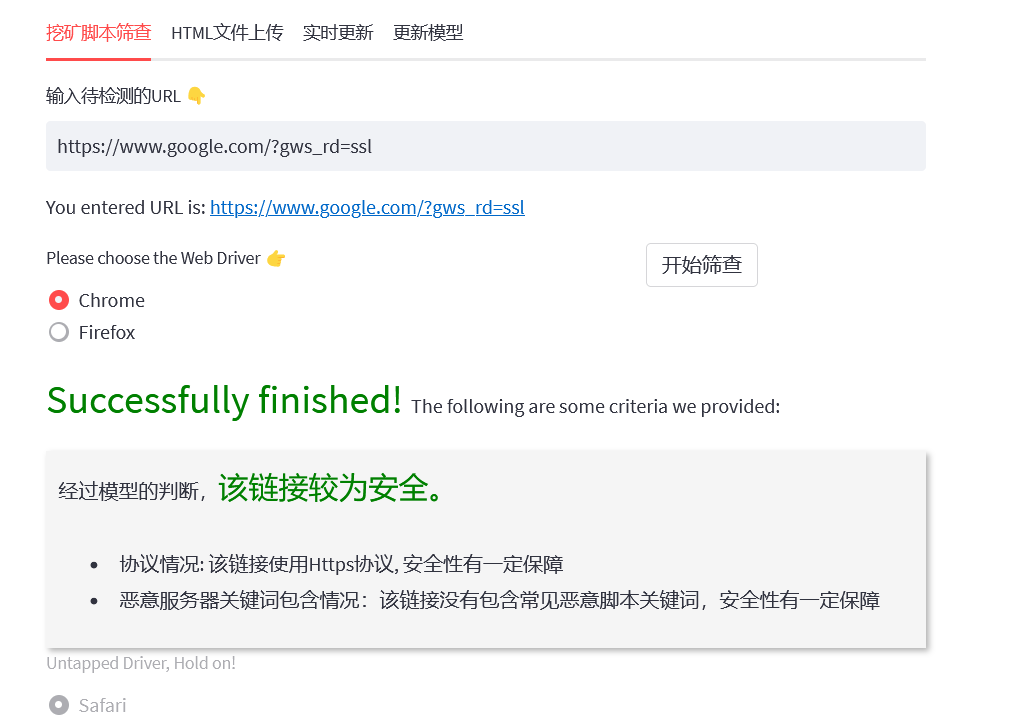 挖矿脚本筛查 HTML文件上传 实时更新 更新模型
输入待检测的URL 👇
https://www.google.com/?gws_rd=ssl
You entered URL is: https://www.google.com/?gws_rd=ssl
Please choose the Web Driver 👉
开始筛查
Chrome
Firefox
Successfully finished! The following are some criteria we provided:
经过模型的判断，该链接较为安全。
• 协议情况: 该链接使用Https协议, 安全性有一定保障
• 恶意服务器关键词包含情况：该链接没有包含常见恶意脚本关键词，安全性有一定保障
Untapped Driver, Hold on!
Safari